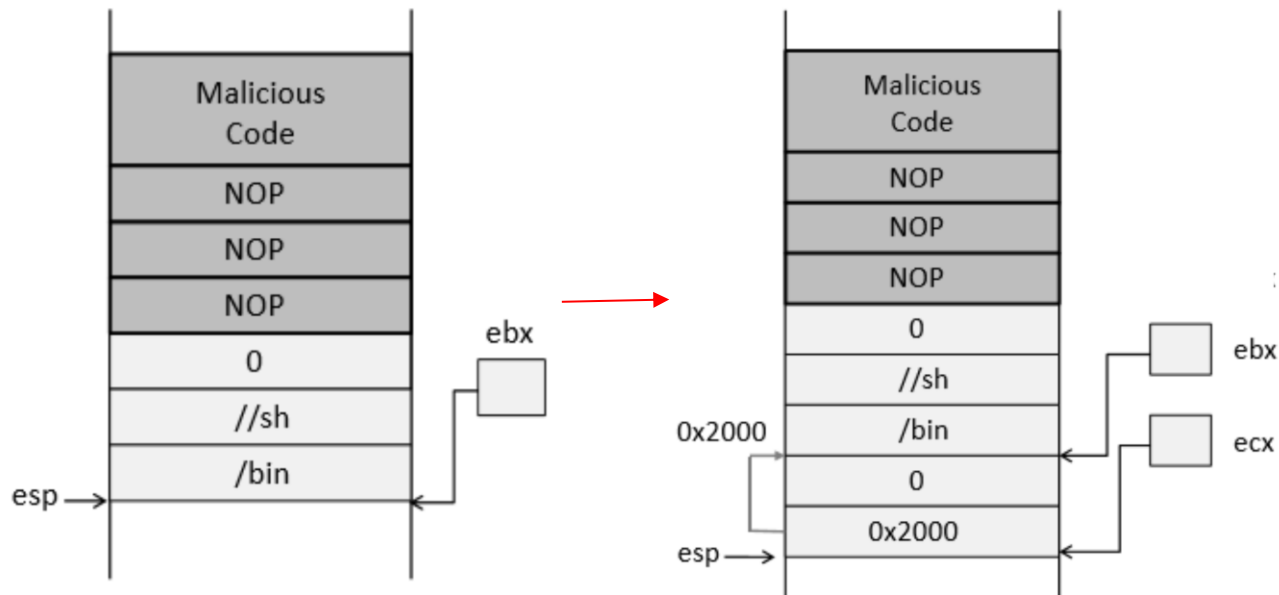 Malicious
Code
NOP
NOP
NOP
0
//sh
/bin
esp
ebx
Malicious
Code
NOP
NOP
NOP
0
//sh
/bin
0
0x2000
0x2000
esp
ebx
ecx
: